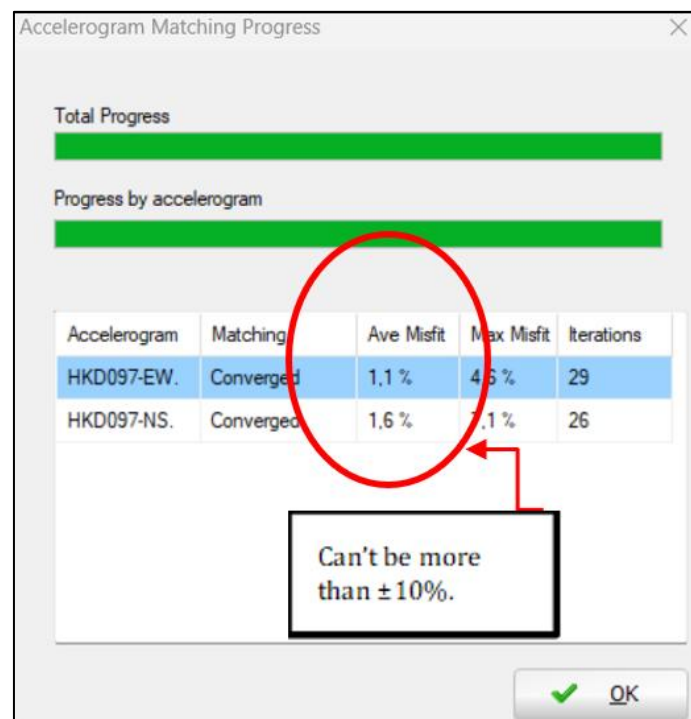 Accelerogram Matching Progress
Total Progress
Progress by accelerogram
Accelerogram Matching Ave Misfit Max Misfit Iterations
HKD097-EW. Converged 1,1 % 4,6 % 29
HKD097-NS. Converged 1,6 % 26
Can't be more
than ±10%.
OK